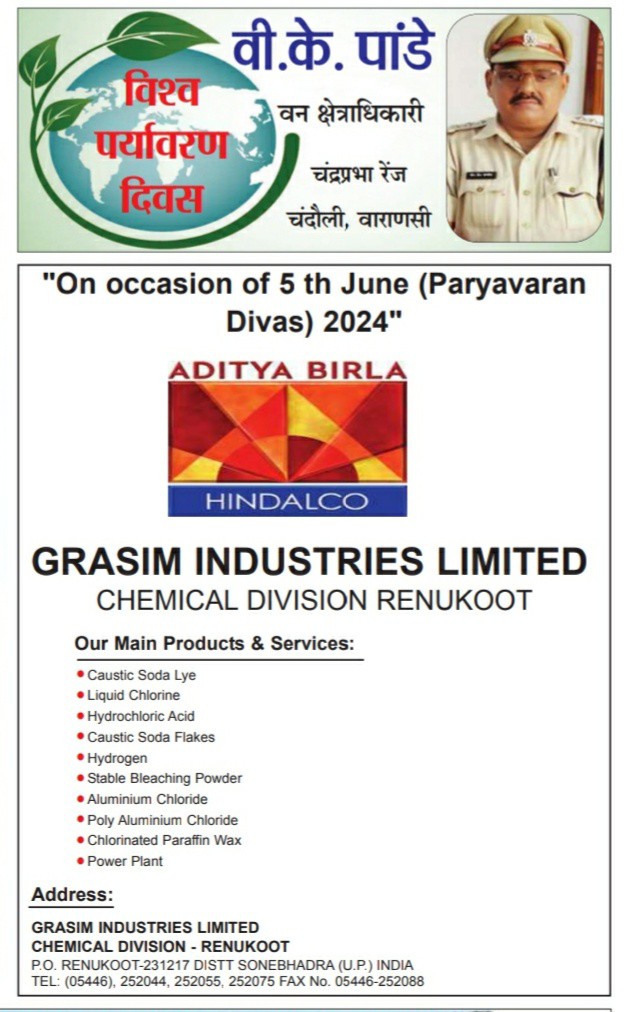 विश्व
पर्यावरण
दिवस
वी.के. पांडे
वन क्षेत्राधिकारी
चंद्रप्रभा रेंज
चंदौली, वाराणसी
"On occasion of 5 th June (Paryavaran
Divas) 2024"
ADITYA BIRLA
HINDALCO
GRASIM INDUSTRIES LIMITED
CHEMICAL DIVISION RENUKOOT
Our Main Products & Services:
Caustic Soda Lye
Liquid Chlorine
Hydrochloric Acid
Caustic Soda Flakes
Hydrogen
Stable Bleaching Powder
Aluminium Chloride
Poly Aluminium Chloride
Chlorinated Paraffin Wax
Power Plant
Address:
GRASIM INDUSTRIES LIMITED
CHEMICAL DIVISION - RENUKOOT
P.O. RENUKOOT-231217 DISTT SONEBHADRA (U.P.) INDIA
TEL: (05446), 252044, 252055, 252075 FAX No. 05446-252088